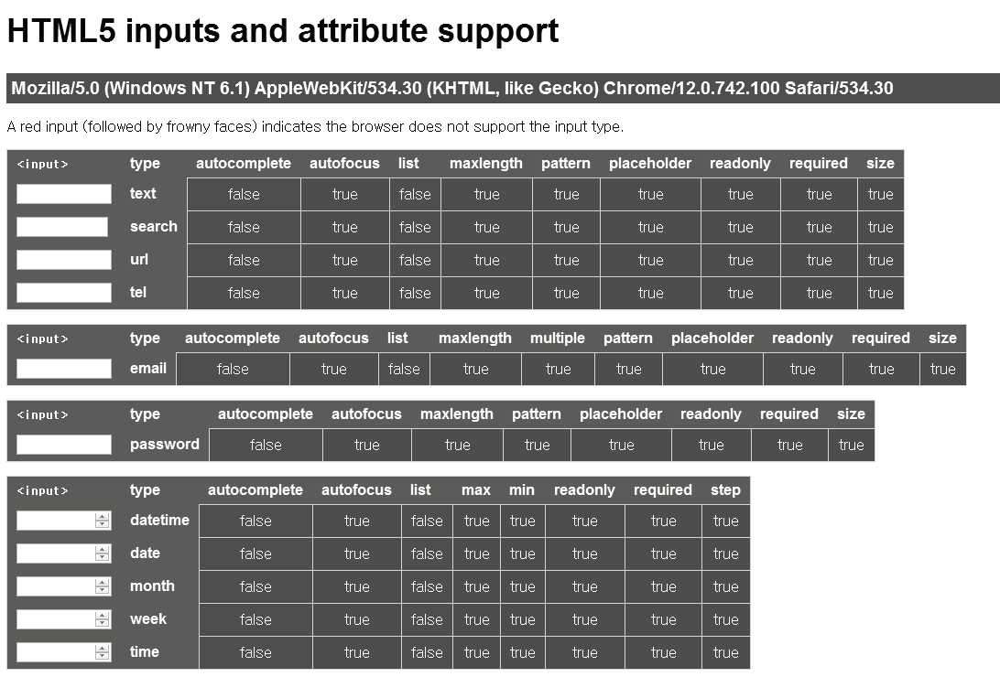 HTML5 inputs and attribute support
Mozilla/5.0 (Windows NT 6.1) AppleWebKit/534.30 (KHTML, like Gecko) Chrome/12.0.742.100 Safari/534.30
A red input (followed by frowny faces) indicates the browser does not support the input type.
<input> type autocomplete autofocus list maxlength pattern placeholder readonly required size
text false true false true true true true true true
search false true false true true true true true true
url false true false true true true true true true
tel false true false true true true true true true
<input> type autocomplete autofocus list maxlength multiple pattern placeholder readonly required size
email false true false true true true true true true true
<input> type autocomplete autofocus maxlength pattern placeholder readonly required size
password false true true true true true true true
<input> type autocomplete autofocus list max min readonly required step
datetime false true false true true true true true
date false true false true true true true true
month false true false true true true true true
week false true false true true true true true
time false true false true true true true true